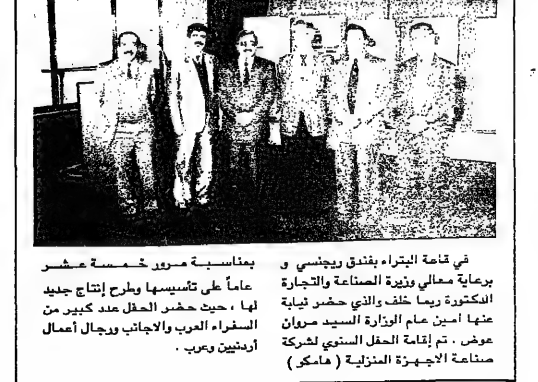 في قاعة البتراء بفندق ريجنسي و
برعاية معالي وزيرة الصناعة والتجارة
الدكتورة ريما خلف والذي حضر نيابة
عنها امين عام الوزارة السيد مروان
عوض . تم إقامة الحفل السنوي لشركة
صناعة الاجهزة المنزلية ( هامكو )
بمناسبة مرور خمسة عشر
عاماً على تأسيسها وطرح إنتاج جديد
لها ، حيث حضر الحفل عدد كبير من
السفراء العرب والاجانب ورجال أعمال
أردنيين وعرب .